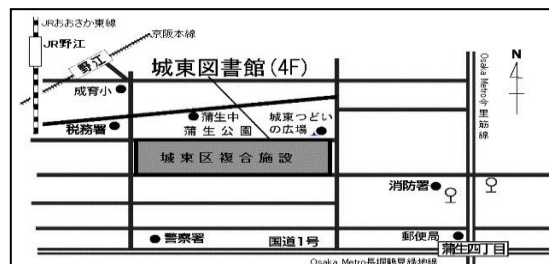 JRおおさか東線
JR野江
京阪本線
野江
城東図書館(4F)
成育小
蒲生中
蒲生公園
城東つどい
の広場
税務署
Osaka Metro今里筋線
N
城東区複合施設
消防署
警察署
国道1号
郵便局
蒲生四丁目
Osaka Metro長堀鶴見緑地線